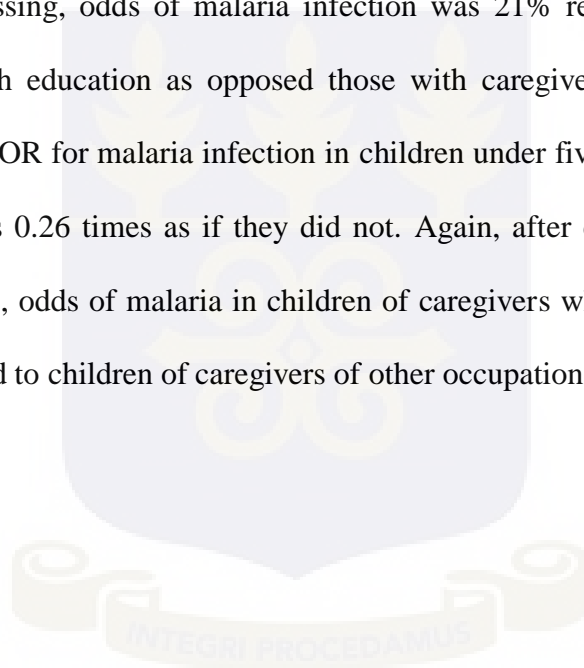 ssing, odds of malaria infection was 21% re
h education as opposed those with caregive
OR for malaria infection in children under fiv
s 0.26 times as if they did not. Again, after
, odds of malaria in children of caregivers w
d to children of caregivers of other occupation
INTEGRI PROCEDAMUS